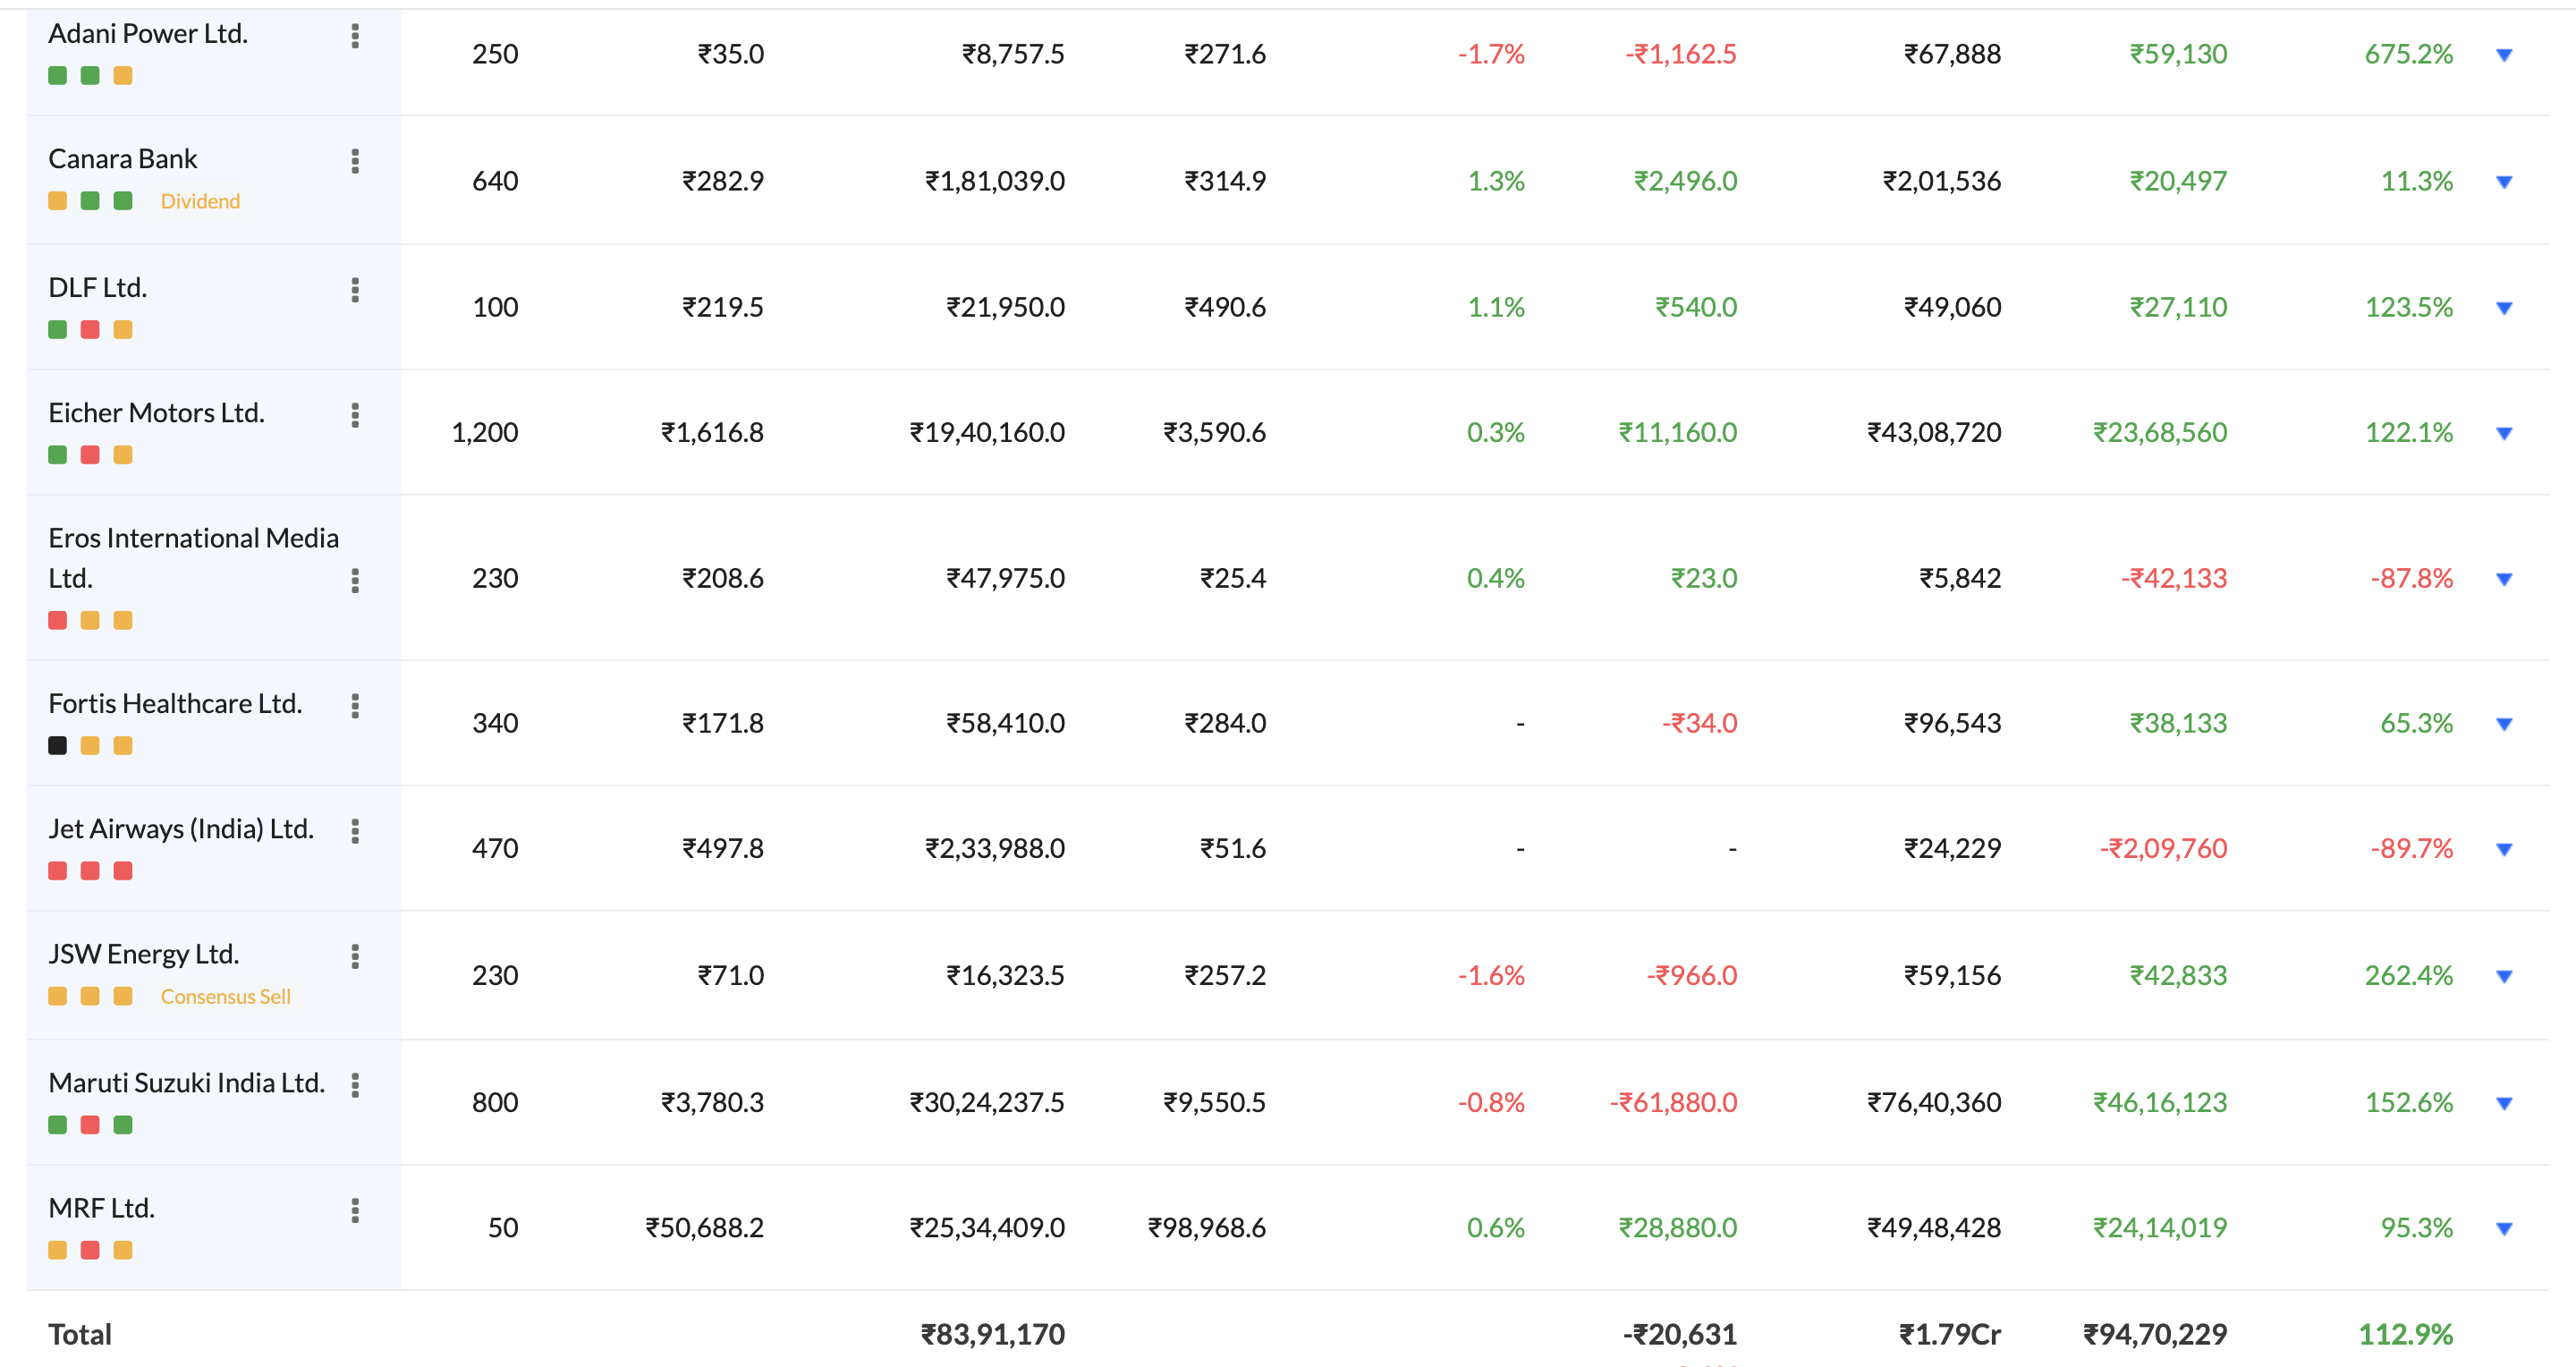 Adani Power Ltd.
250 ₹35.0 ₹8,757.5 ₹271.6 -1.7% -₹1,162.5 ₹67,888 ₹59,130 675.2%
Canara Bank
Dividend
640 ₹282.9 ₹1,81,039.0 ₹314.9 1.3% ₹2,496.0 ₹2,01,536 ₹20,497 11.3%
DLF Ltd.
100 ₹219.5 ₹21,950.0 ₹490.6 1.1% ₹540.0 ₹49,060 ₹27,110 123.5%
Eicher Motors Ltd.
1,200 ₹1,616.8 ₹19,40,160.0 ₹3,590.6 0.3% ₹11,160.0 ₹43,08,720 ₹23,68,560 122.1%
Eros International Media
Ltd.
230 ₹208.6 ₹47,975.0 ₹25.4 0.4% ₹23.0 ₹5,842 -₹42,133 -87.8%
Fortis Healthcare Ltd.
340 ₹171.8 ₹58,410.0 ₹284.0 - -₹34.0 ₹96,543 ₹38,133 65.3%
Jet Airways (India) Ltd.
470 ₹497.8 ₹2,33,988.0 ₹51.6 - - ₹24,229 -₹2,09,760 -89.7%
JSW Energy Ltd.
Consensus Sell
230 ₹71.0 ₹16,323.5 ₹257.2 -1.6% -₹966.0 ₹59,156 ₹42,833 262.4%
Maruti Suzuki India Ltd.
800 ₹3,780.3 ₹30,24,237.5 ₹9,550.5 -0.8% -₹61,880.0 ₹76,40,360 ₹46,16,123 152.6%
MRF Ltd.
50 ₹50,688.2 ₹25,34,409.0 ₹98,968.6 0.6% ₹28,880.0 ₹49,48,428 ₹24,14,019 95.3%
Total ₹83,91,170 -₹20,631 ₹1.79Cr ₹94,70,229 112.9%